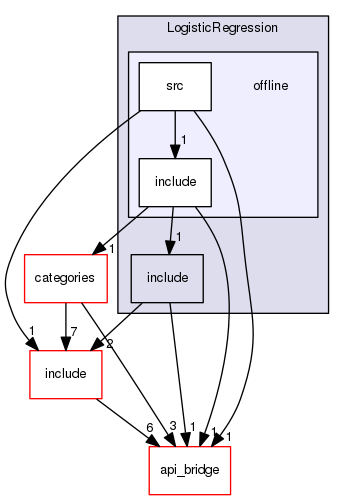 LogisticRegression
src
offline
1
include
1
1
categories
include
7
2
1
include
6
3
1
1
1
api_bridge